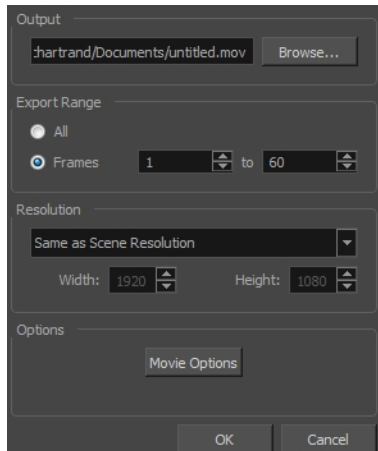 Output
:hartrand/Documents/untitled.mov Browse...
Export Range
All
Frames 1 to 60
Resolution
Same as Scene Resolution
Width: 1920 Height: 1080
Options
Movie Options
OK Cancel